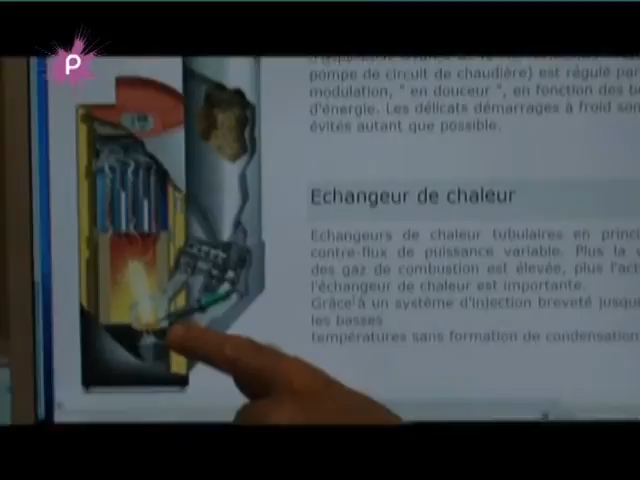 P
pompe de circuit de chaudière) est régulé par
modulation, " en douceur ", en fonction des
d'énergie. Les délicats démarrages à froid
évités autant que possible.
Echangeur de chaleur
Echangeurs de chaleur tubulaires en
contre-flux de puissance variable. Plus la
des gaz de combustion est élevée, plus
l'échangeur de chaleur est importante.
Grâce à un système d'injection breveté
les basses
températures sans formation de condensation